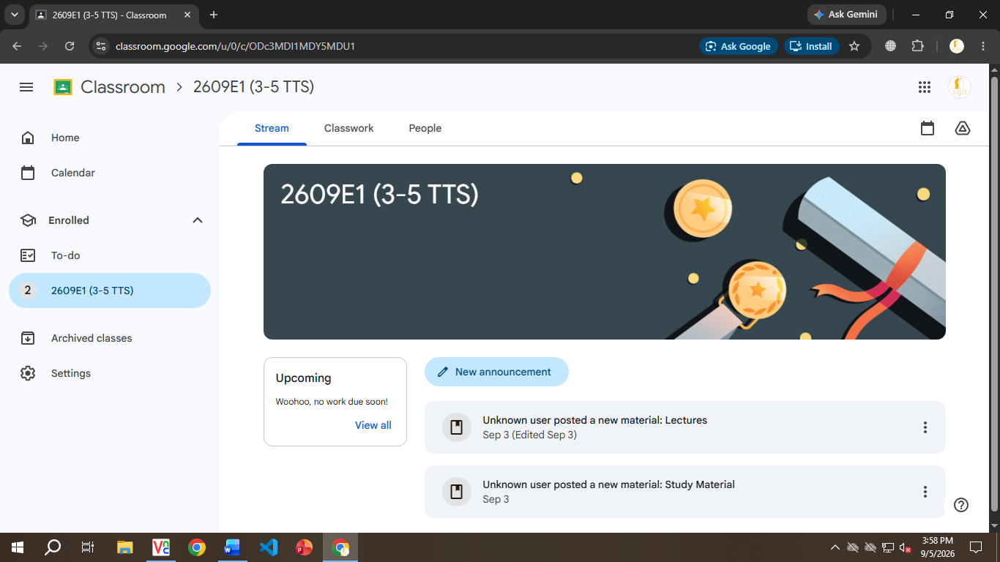 2609E1 (3-5 TTS) - Classroom
Ask Gemini
classroom.google.com/u/0/c/ODc3MDI1MDY5MDU1
Ask Google
Install
Classroom > 2609E1 (3-5 TTS)
Home
Calendar
Enrolled
To-do
2 2609E1 (3-5 TTS)
Archived classes
Settings
Stream Classwork People
2609E1 (3-5 TTS)
Upcoming
Woohoo, no work due soon!
View all
New announcement
Unknown user posted a new material: Lectures
Sep 3 (Edited Sep 3)
Unknown user posted a new material: Study Material
Sep 3
3:58 PM
9/5/2026